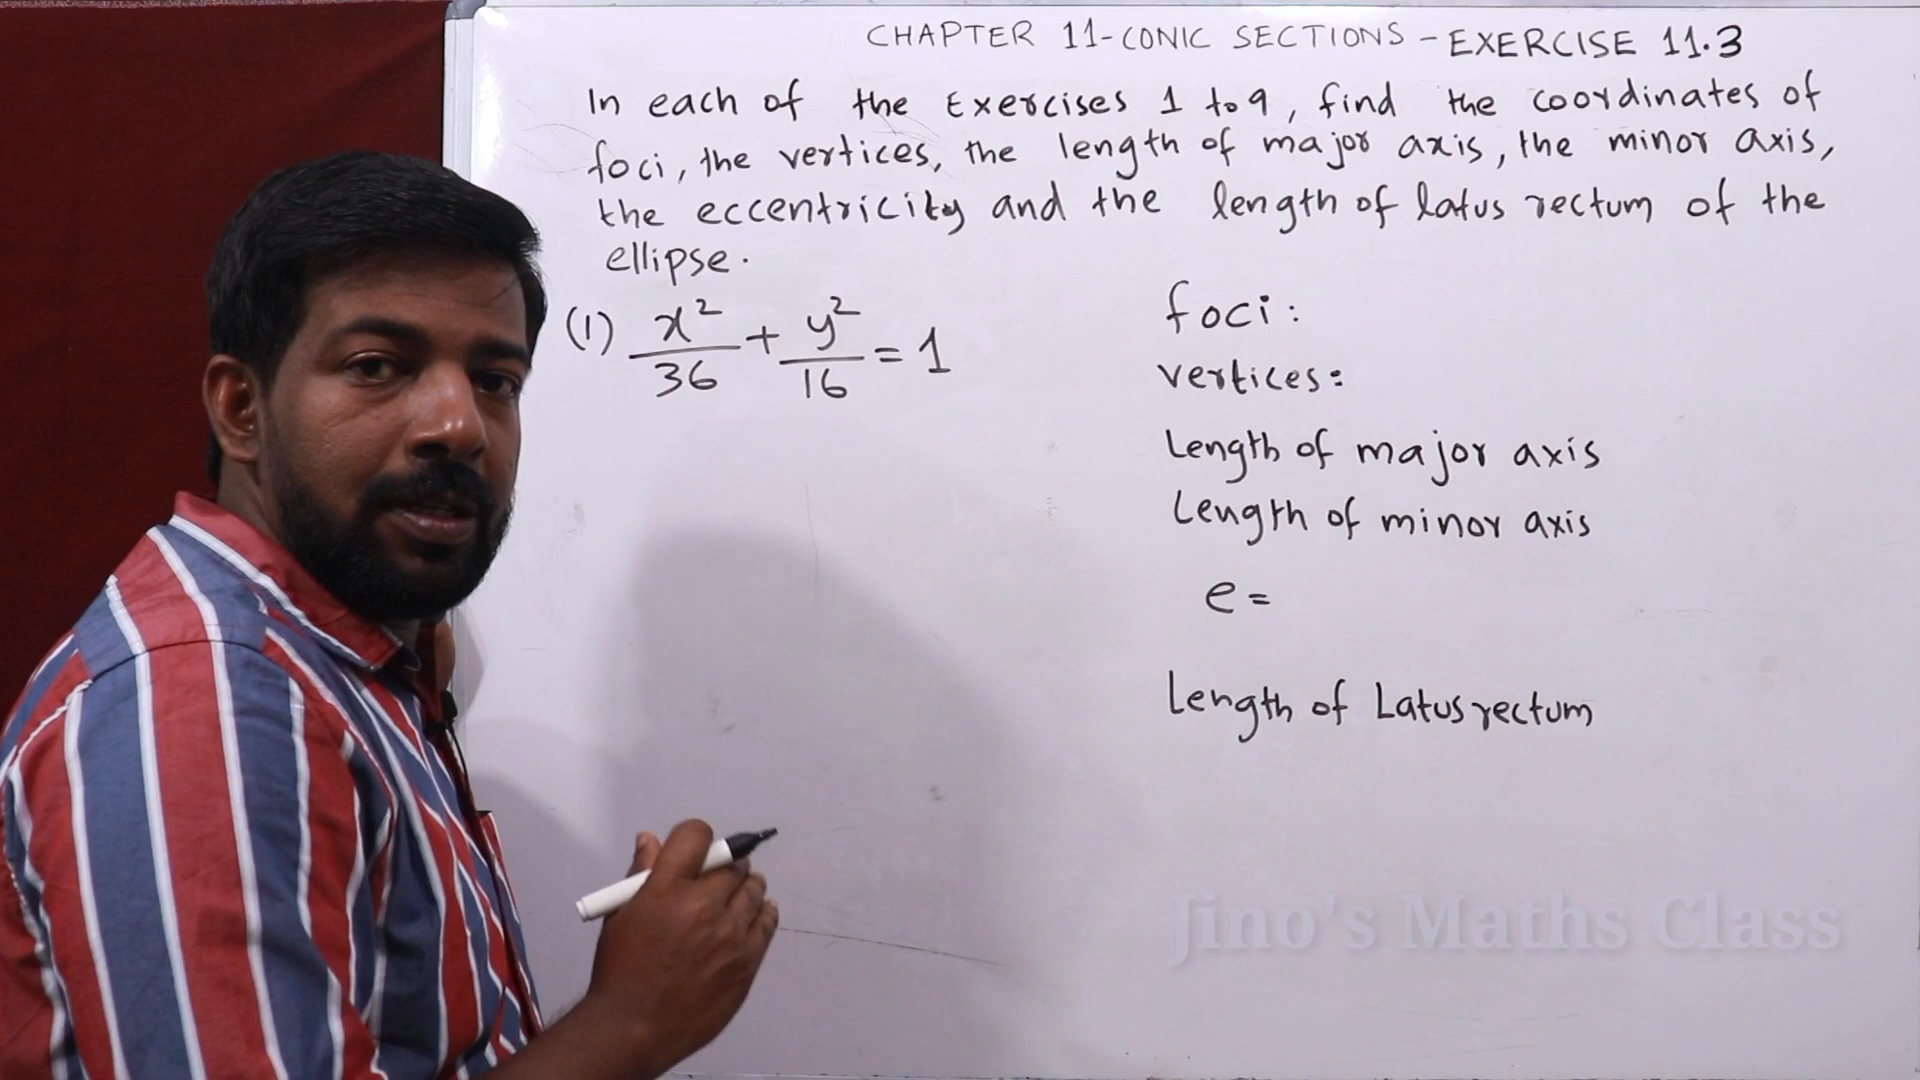 CHAPTER 11-CONIC SECTIONS - EXERCISE 11.3
In each of the Exercises 1 to 9, find the coordinates of
foci, the vertices, the length of major axis, the minor axis,
the eccentricity and the length of latus rectum of the
ellipse.
(1) x²/36 + y²/16 = 1
foci:
vertices:
Length of major axis
Length of minor axis
e=
Length of Latus rectum
Jino's Maths Class